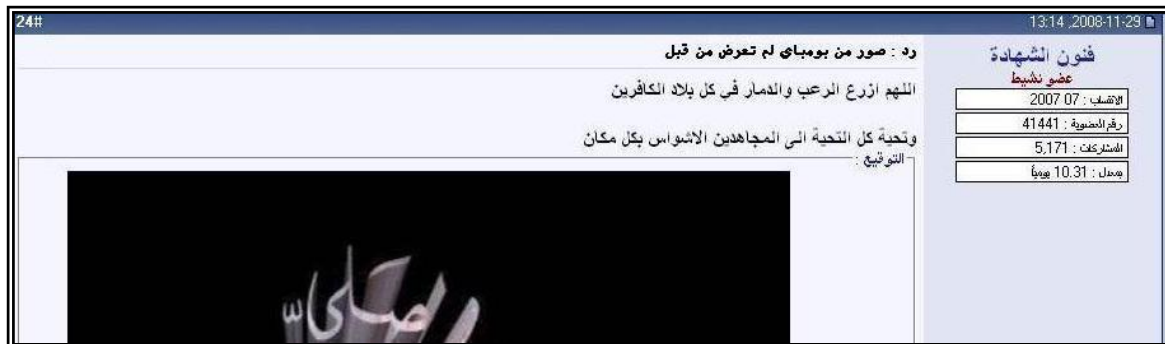 24#
13:14 ,2008-11-29
فنون الشهادة
عضو نشيط
الانتساب : 07 2007
رقم العضوية : 41441
المشاركات : 5,171
بمعدل : 10.31 يومياً
رد : صور من بومباي لم تعرض من قبل
اللهم ازرع الرعب والدمار في كل بلاد الكافرين
وتحية كل التحية الى المجاهدين الاشواس بكل مكان
التوقيع :
صلى